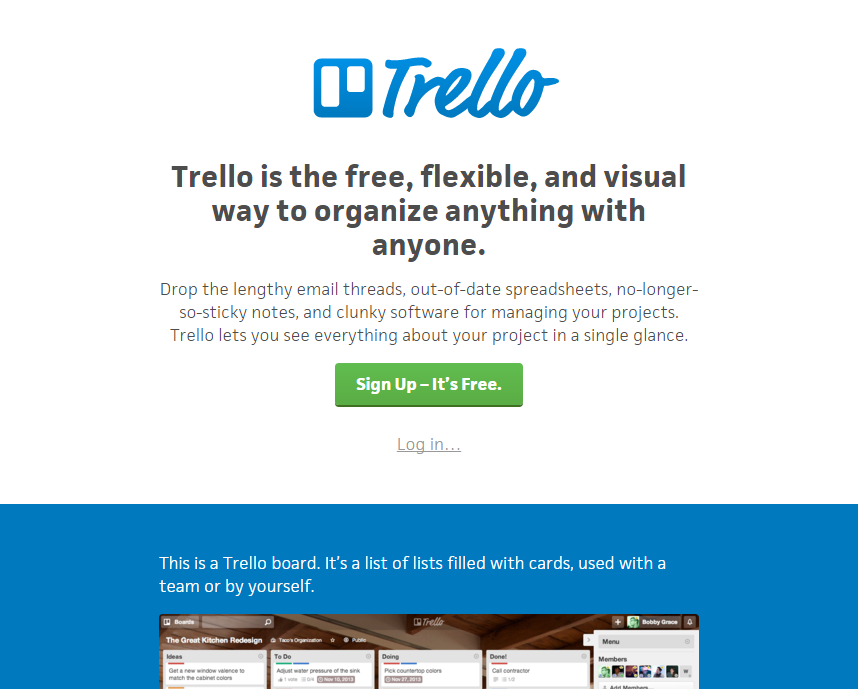 Trello
Trello is the free, flexible, and visual
way to organize anything with
anyone.
Drop the lengthy email threads, out-of-date spreadsheets, no-longer-
so-sticky notes, and clunky software for managing your projects.
Trello lets you see everything about your project in a single glance.
Sign Up – It’s Free.
Log in…
This is a Trello board. It’s a list of lists filled with cards, used with a
team or by yourself.
Boards Trello Bobby Grace
The Great Kitchen Redesign Taco's Organization Public Menu
Ideas To Do Doing Done! Members
Get a new window valence to
match the cabinet colors
Adjust water pressure of the sink
1 vote 0/4 Nov 15, 2013
Pick countertop colors
Nov 27, 2013
Call contractor
1/2
Add Members…